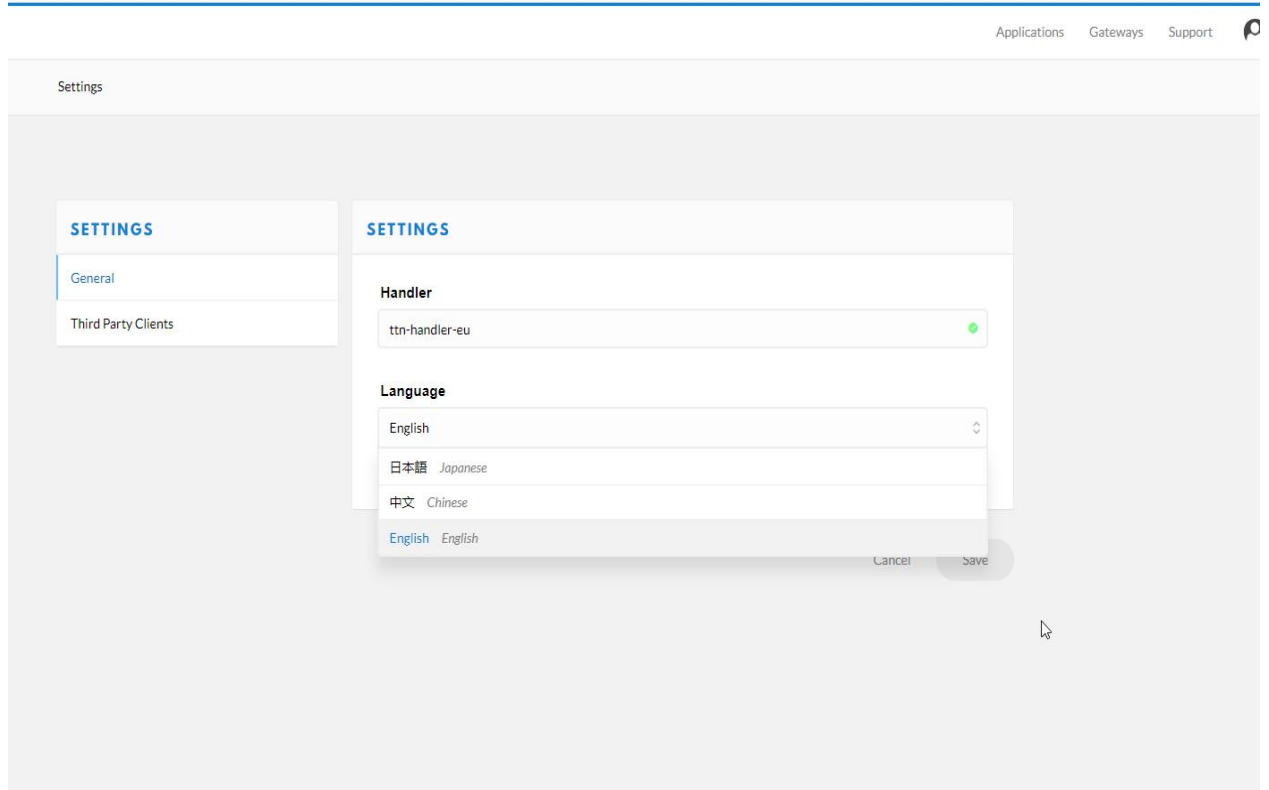 Applications Gateways Support
Settings
SETTINGS
General
Third Party Clients
SETTINGS
Handler
ttn-handler-eu
Language
English
日本語 Japanese
中文 Chinese
English English
Cancel Save